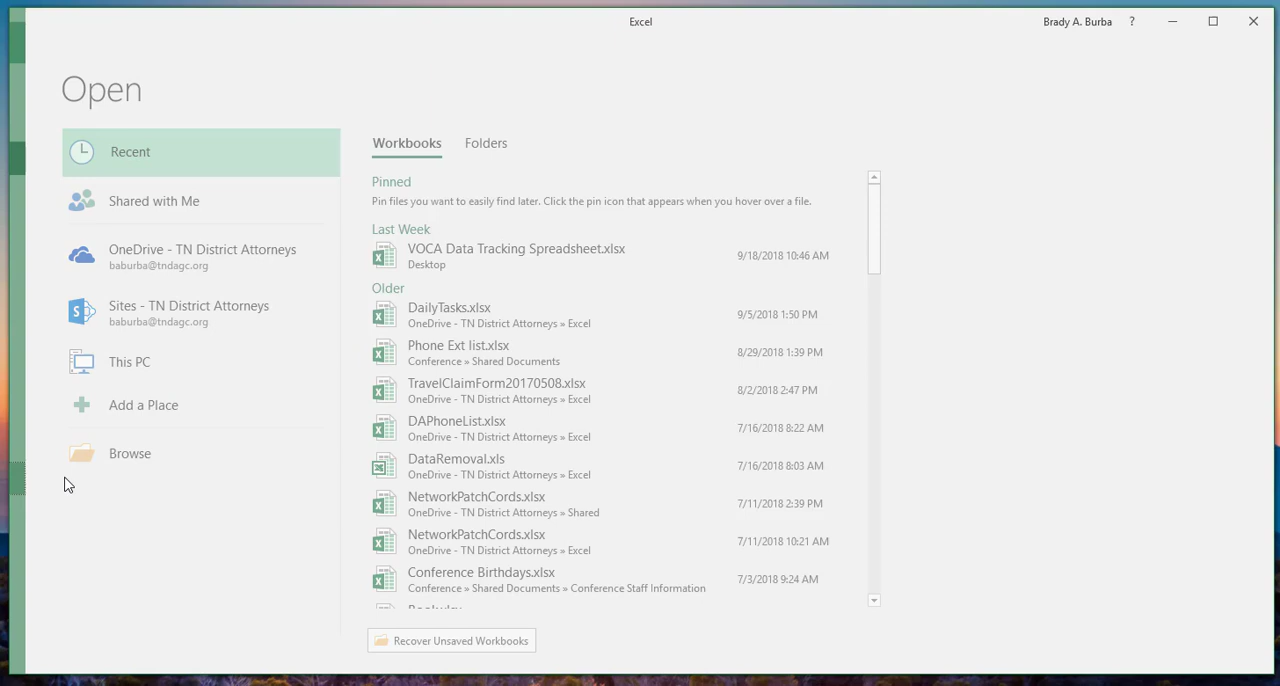 Excel
Brady A. Burba ?
Open
Recent
Shared with Me
OneDrive - TN District Attorneys
baburba@tndagc.org
Sites - TN District Attorneys
baburba@tndagc.org
This PC
Add a Place
Browse
Workbooks Folders
Pinned
Pin files you want to easily find later. Click the pin icon that appears when you hover over a file.
Last Week
VOCA Data Tracking Spreadsheet.xlsx 9/18/2018 10:46 AM
Desktop
Older
DailyTasks.xlsx 9/5/2018 1:50 PM
OneDrive - TN District Attorneys » Excel
Phone Ext list.xlsx 8/29/2018 1:39 PM
Conference » Shared Documents
TravelClaimForm20170508.xlsx 8/2/2018 2:47 PM
OneDrive - TN District Attorneys » Excel
DAPhoneList.xlsx 7/16/2018 8:22 AM
OneDrive - TN District Attorneys » Excel
DataRemoval.xls 7/16/2018 8:03 AM
OneDrive - TN District Attorneys » Excel
NetworkPatchCords.xlsx 7/11/2018 2:39 PM
OneDrive - TN District Attorneys » Shared
NetworkPatchCords.xlsx 7/11/2018 10:21 AM
OneDrive - TN District Attorneys » Excel
Conference Birthdays.xlsx 7/3/2018 9:24 AM
Conference » Shared Documents » Conference Staff Information
Recover Unsaved Workbooks